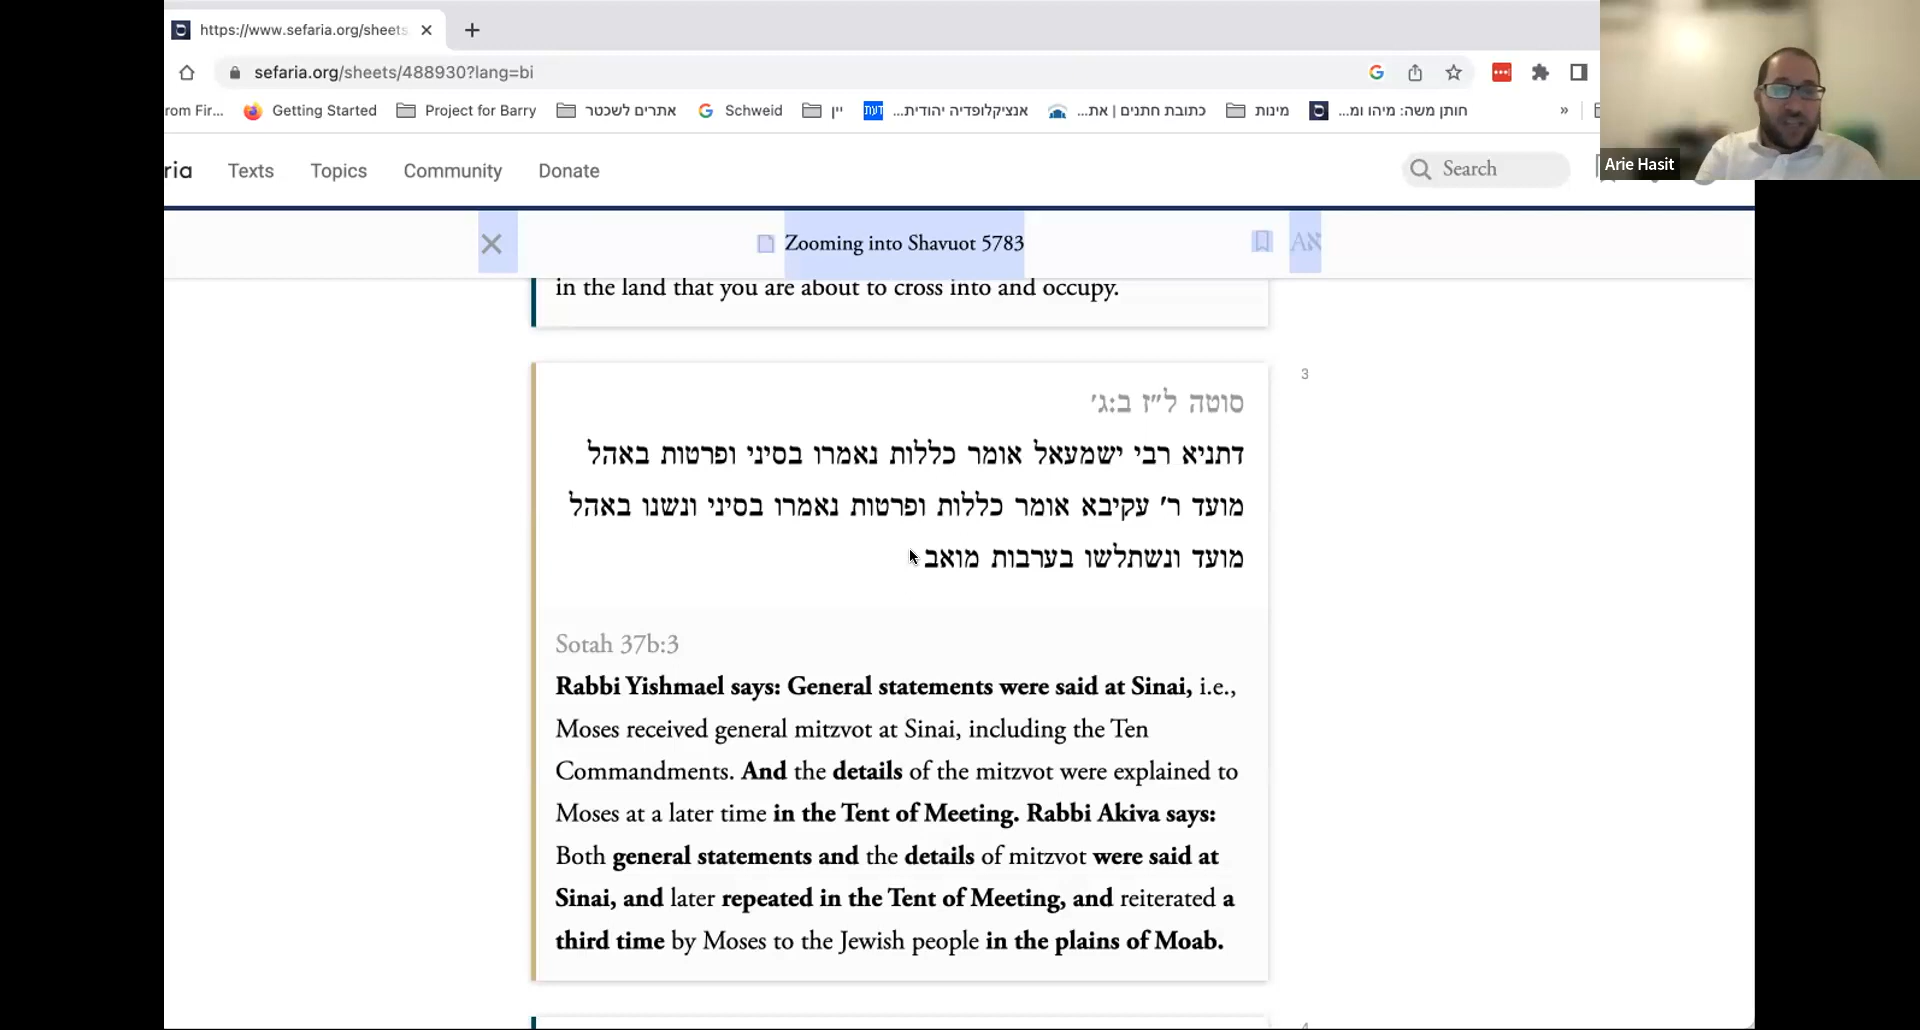 https://www.sefaria.org/sheets
sefaria.org/sheets/488930?lang=bi
rom Fir...
Getting Started
Project for Barry
אתרים לשכטר
Schweid
יין
דעת
אנציקלופדיה יהודית...
כתובת חתנים | את...
מינות
חותן משה: מיהו ומ...
»
Arie Hasit
ria
Texts
Topics
Community
Donate
Search
Zooming into Shavuot 5783
אA
in the land that you are about to cross into and occupy.
3
סוטה ל״ז ב:ג׳
דתניא רבי ישמעאל אומר כללות נאמרו בסיני ופרטות באהל
מועד ר׳ עקיבא אומר כללות ופרטות נאמרו בסיני ונשנו באהל
מועד ונשתלשו בערבות מואב
Sotah 37b:3
Rabbi Yishmael says: General statements were said at Sinai, i.e.,
Moses received general mitzvot at Sinai, including the Ten
Commandments. And the details of the mitzvot were explained to
Moses at a later time in the Tent of Meeting. Rabbi Akiva says:
Both general statements and the details of mitzvot were said at
Sinai, and later repeated in the Tent of Meeting, and reiterated a
third time by Moses to the Jewish people in the plains of Moab.
4